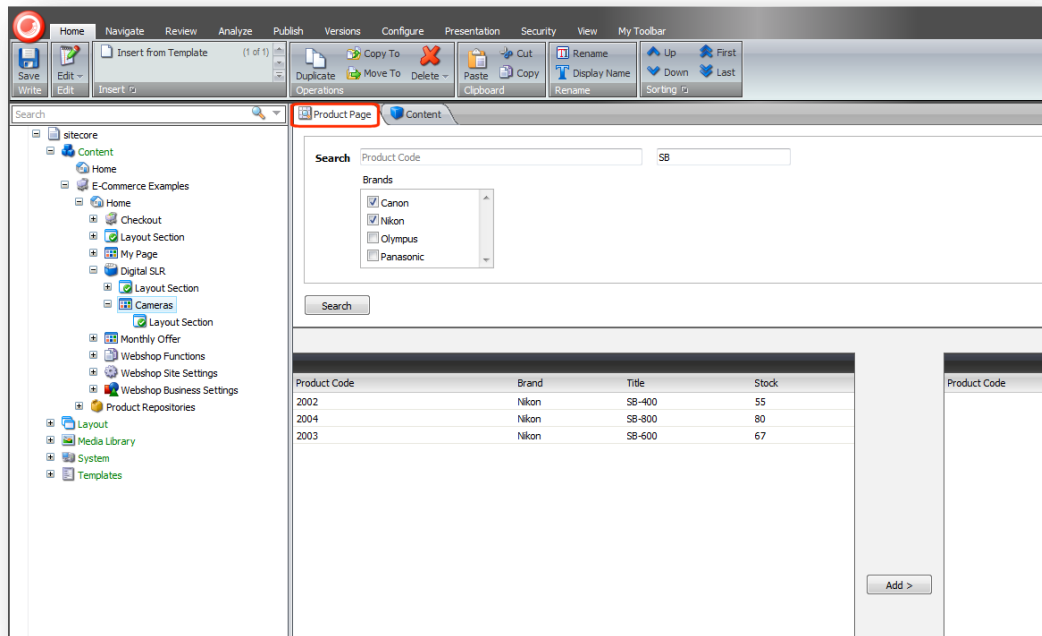 Home Navigate Review Analyze Publish Versions Configure Presentation Security View My Toolbar
Save
Write
Edit
Edit
Insert from Template (1 of 1)
Insert
Duplicate
Copy To
Move To
Delete
Operations
Paste
Cut
Copy
Clipboard
Rename
Display Name
Rename
Up First
Down Last
Sorting
Search
sitecore
Content
Home
E-Commerce Examples
Home
Checkout
Layout Section
My Page
Digital SLR
Layout Section
Cameras
Layout Section
Monthly Offer
Webshop Functions
Webshop Site Settings
Webshop Business Settings
Product Repositories
Layout
Media Library
System
Templates
Product Page Content
Search Product Code SB
Brands
Canon
Nikon
Olympus
Panasonic
Search
Product Code Brand Title Stock
2002 Nikon SB-400 55
2004 Nikon SB-800 80
2003 Nikon SB-600 67
Add >
Product Code